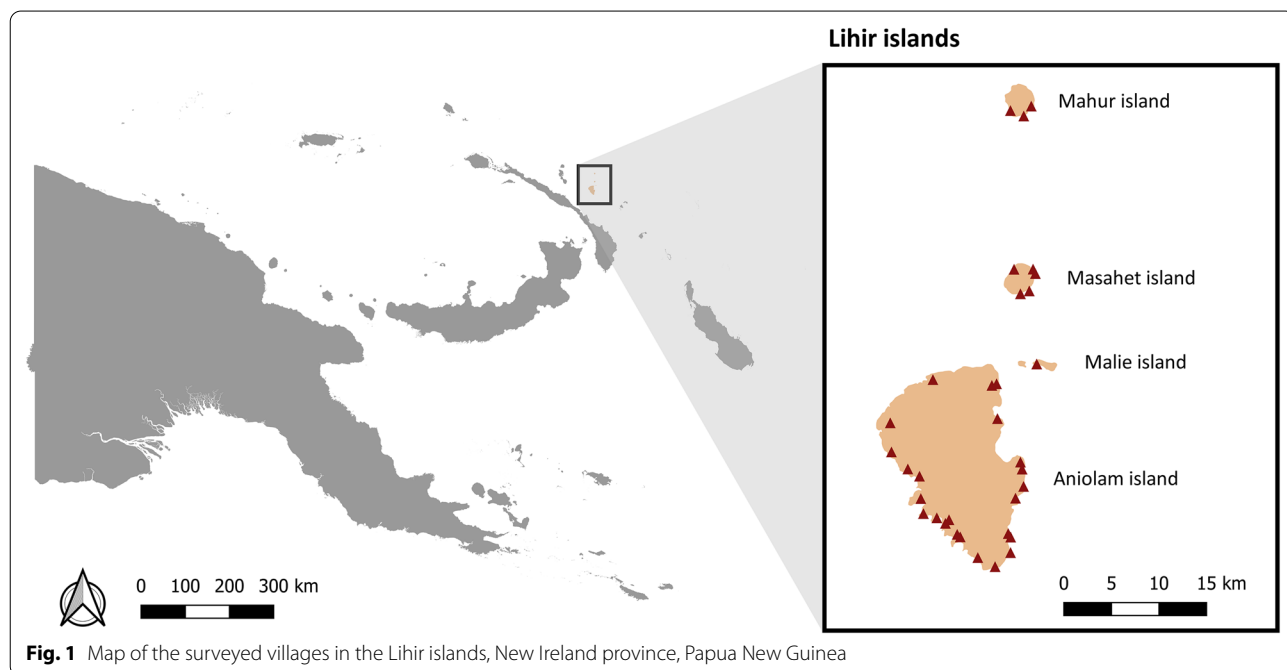 Lihir islands
Mahur island
Masahet island
Malie island
Aniolam island
0 100 200 300 km
0 5 10 15 km
Fig. 1 Map of the surveyed villages in the Lihir islands, New Ireland province, Papua New Guinea